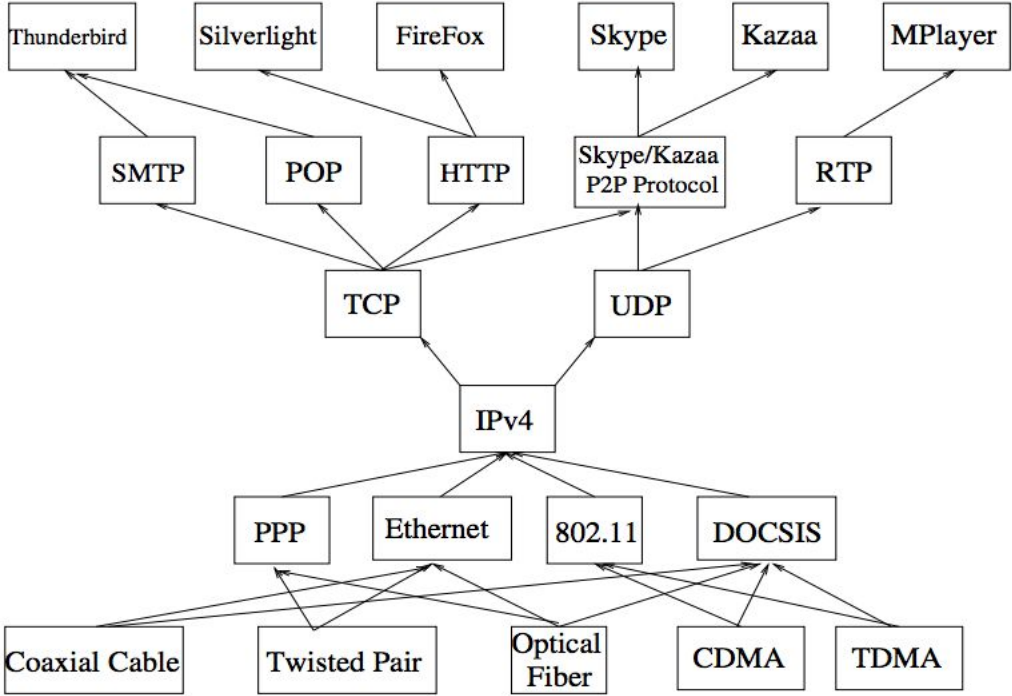 Thunderbird
Silverlight
FireFox
Skype
Kazaa
MPlayer
SMTP
POP
HTTP
Skype/Kazaa
P2P Protocol
RTP
TCP
UDP
IPv4
PPP
Ethernet
802.11
DOCSIS
Coaxial Cable
Twisted Pair
Optical
Fiber
CDMA
TDMA